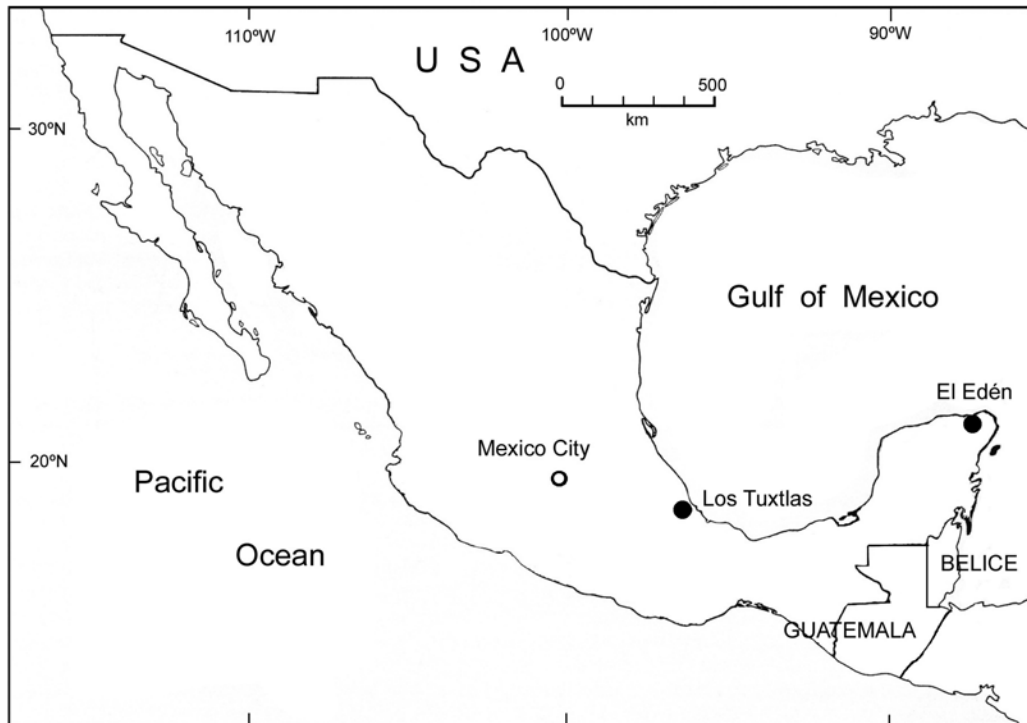 110ºW
100ºW
90ºW
U S A
0
500
km
30ºN
Gulf of Mexico
El Edén
Mexico City
20ºN
Pacific
Los Tuxtlas
Ocean
BELICE
GUATEMALA